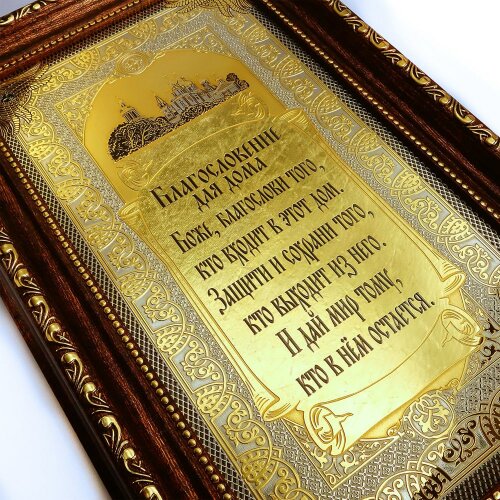 Благословение
для дома
Боже, благослови того,
кто входит в этот дом.
Защити и сохрани того,
кто выходит из него.
И дай мир тому,
кто в нём остаётся.